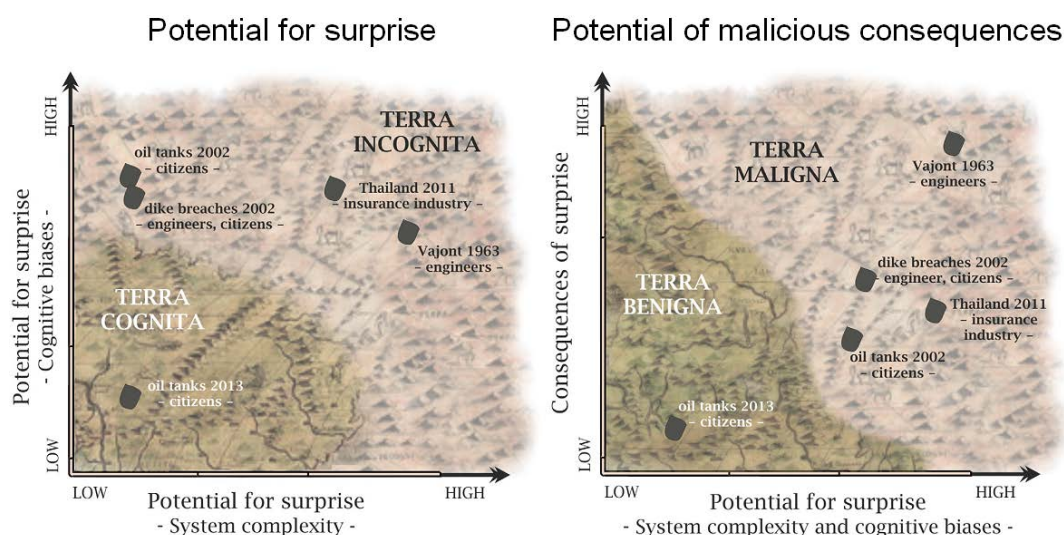 Potential for surprise
HIGH
LOW
Potential for surprise
- Cognitive biases -
TERRA
INCOGNITA
oil tanks 2002
- citizens -
dike breaches 2002
- engineers, citizens -
Thailand 2011
- insurance industry -
Vajont 1963
- engineers -
TERRA
COGNITA
oil tanks 2013
- citizens -
LOW
HIGH
Potential for surprise
- System complexity -
Potential of malicious consequences
HIGH
LOW
Consequences of surprise
TERRA
MALIGNA
Vajont 1963
- engineers -
dike breaches 2002
- engineer, citizens -
TERRA
BENIGNA
Thailand 2011
- insurance
industry -
oil tanks 2002
- citizens -
oil tanks 2013
- citizens -
LOW
HIGH
Potential for surprise
- System complexity and cognitive biases -